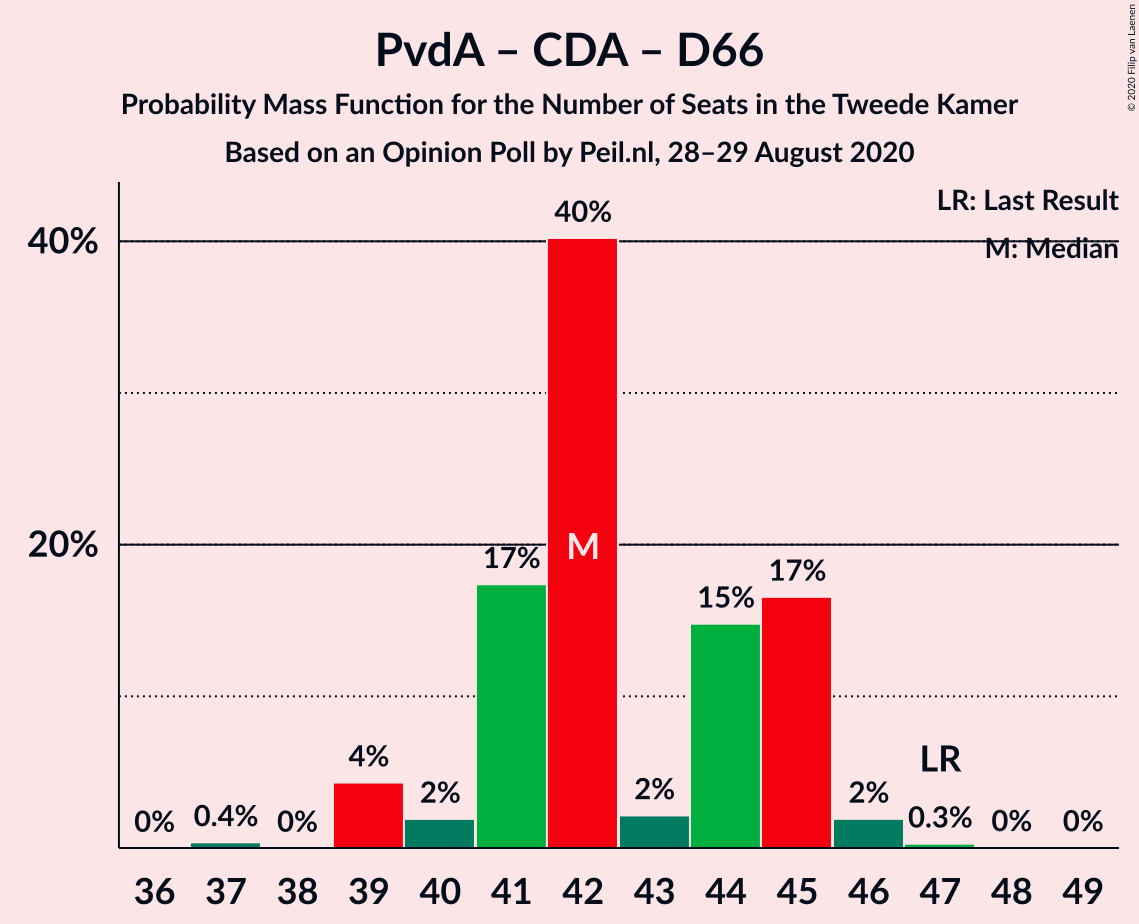 PvdA – CDA – D66
Probability Mass Function for the Number of Seats in the Tweede Kamer
Based on an Opinion Poll by Peil.nl, 28–29 August 2020
© 2020 Filip van Laenen
LR: Last Result
M: Median
40%
20%
0%
0.4%
0%
4%
2%
17%
40%
M
2%
15%
17%
2%
LR
0.3%
0%
0%
36 37 38 39 40 41 42 43 44 45 46 47 48 49